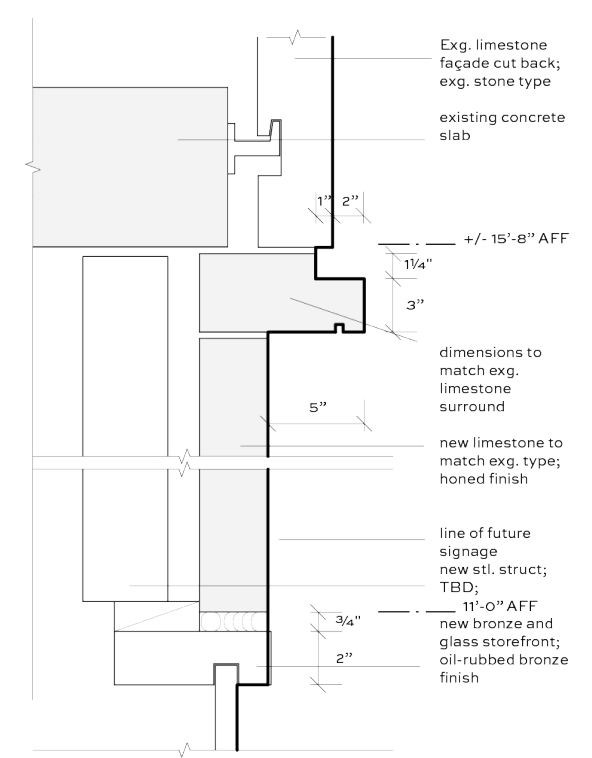 Exg. limestone
façade cut back;
exg. stone type
existing concrete
slab
1" 2”
+/- 15’-8” AFF
1¼"
3”
dimensions to
match exg.
limestone
surround
5”
new limestone to
match exg. type;
honed finish
line of future
signage
new stl. struct;
TBD;
11’-0” AFF
¾"
new bronze and
glass storefront;
oil-rubbed bronze
finish
2”